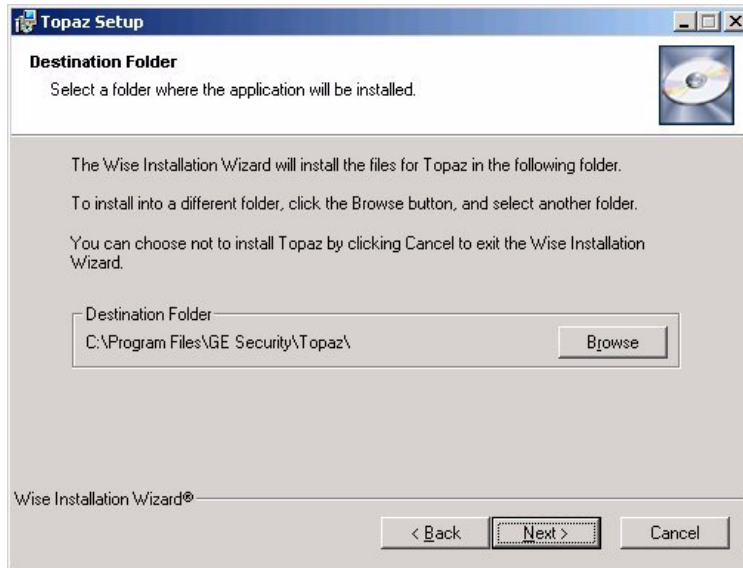 Topaz Setup
Destination Folder
Select a folder where the application will be installed.
The Wise Installation Wizard will install the files for Topaz in the following folder.
To install into a different folder, click the Browse button, and select another folder.
You can choose not to install Topaz by clicking Cancel to exit the Wise Installation
Wizard.
Destination Folder
C:\Program Files\GE Security\Topaz\
Browse
Wise Installation Wizard®
< Back
Next >
Cancel